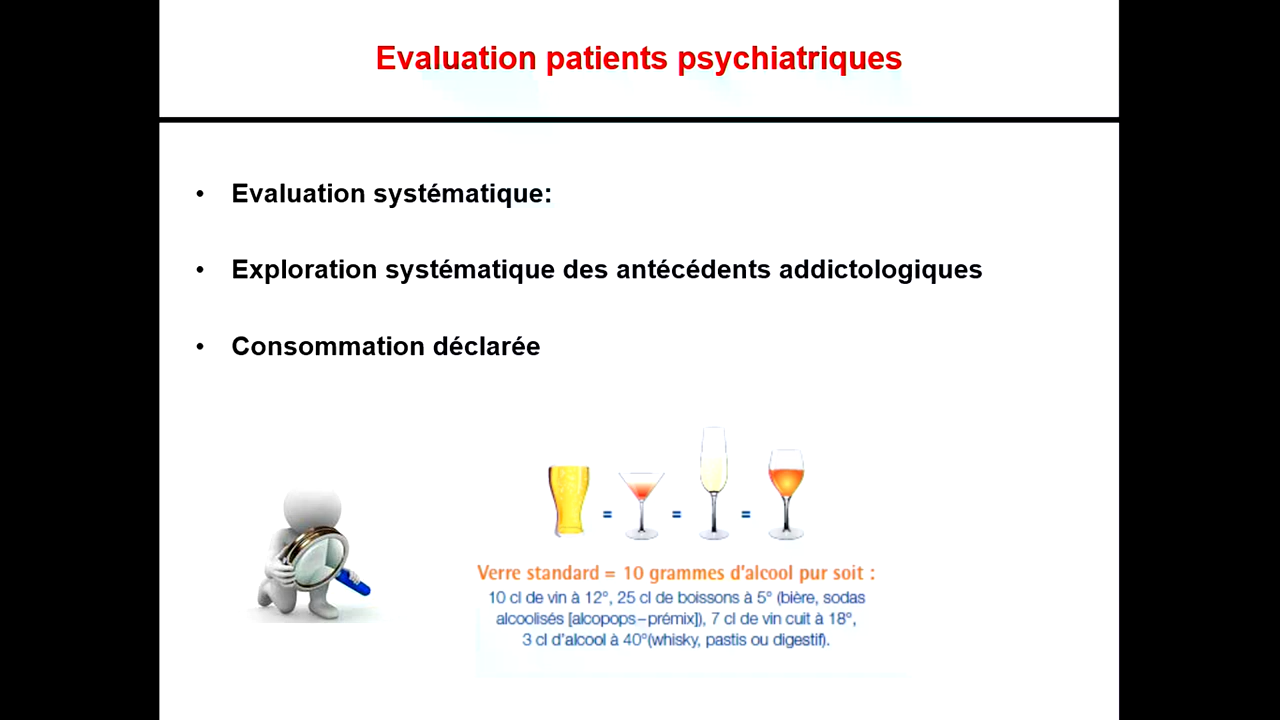 Evaluation patients psychiatriques
• Evaluation systématique:
• Exploration systématique des antécédents addictologiques
• Consommation déclarée
= = =
Verre standard = 10 grammes d'alcool pur soit :
10 cl de vin à 12°, 25 cl de boissons à 5° (bière, sodas
alcoolisés [alcopops–prémix]), 7 cl de vin cuit à 18°,
3 cl d'alcool à 40°(whisky, pastis ou digestif).